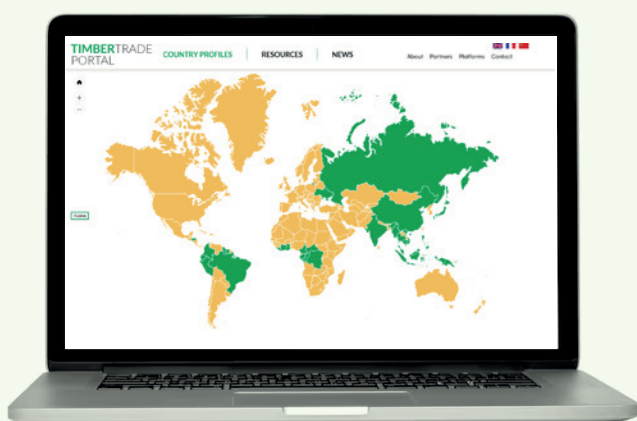 TIMBERTRADE
PORTAL
COUNTRY PROFILES
RESOURCES
NEWS
About Partners Platforms Contact